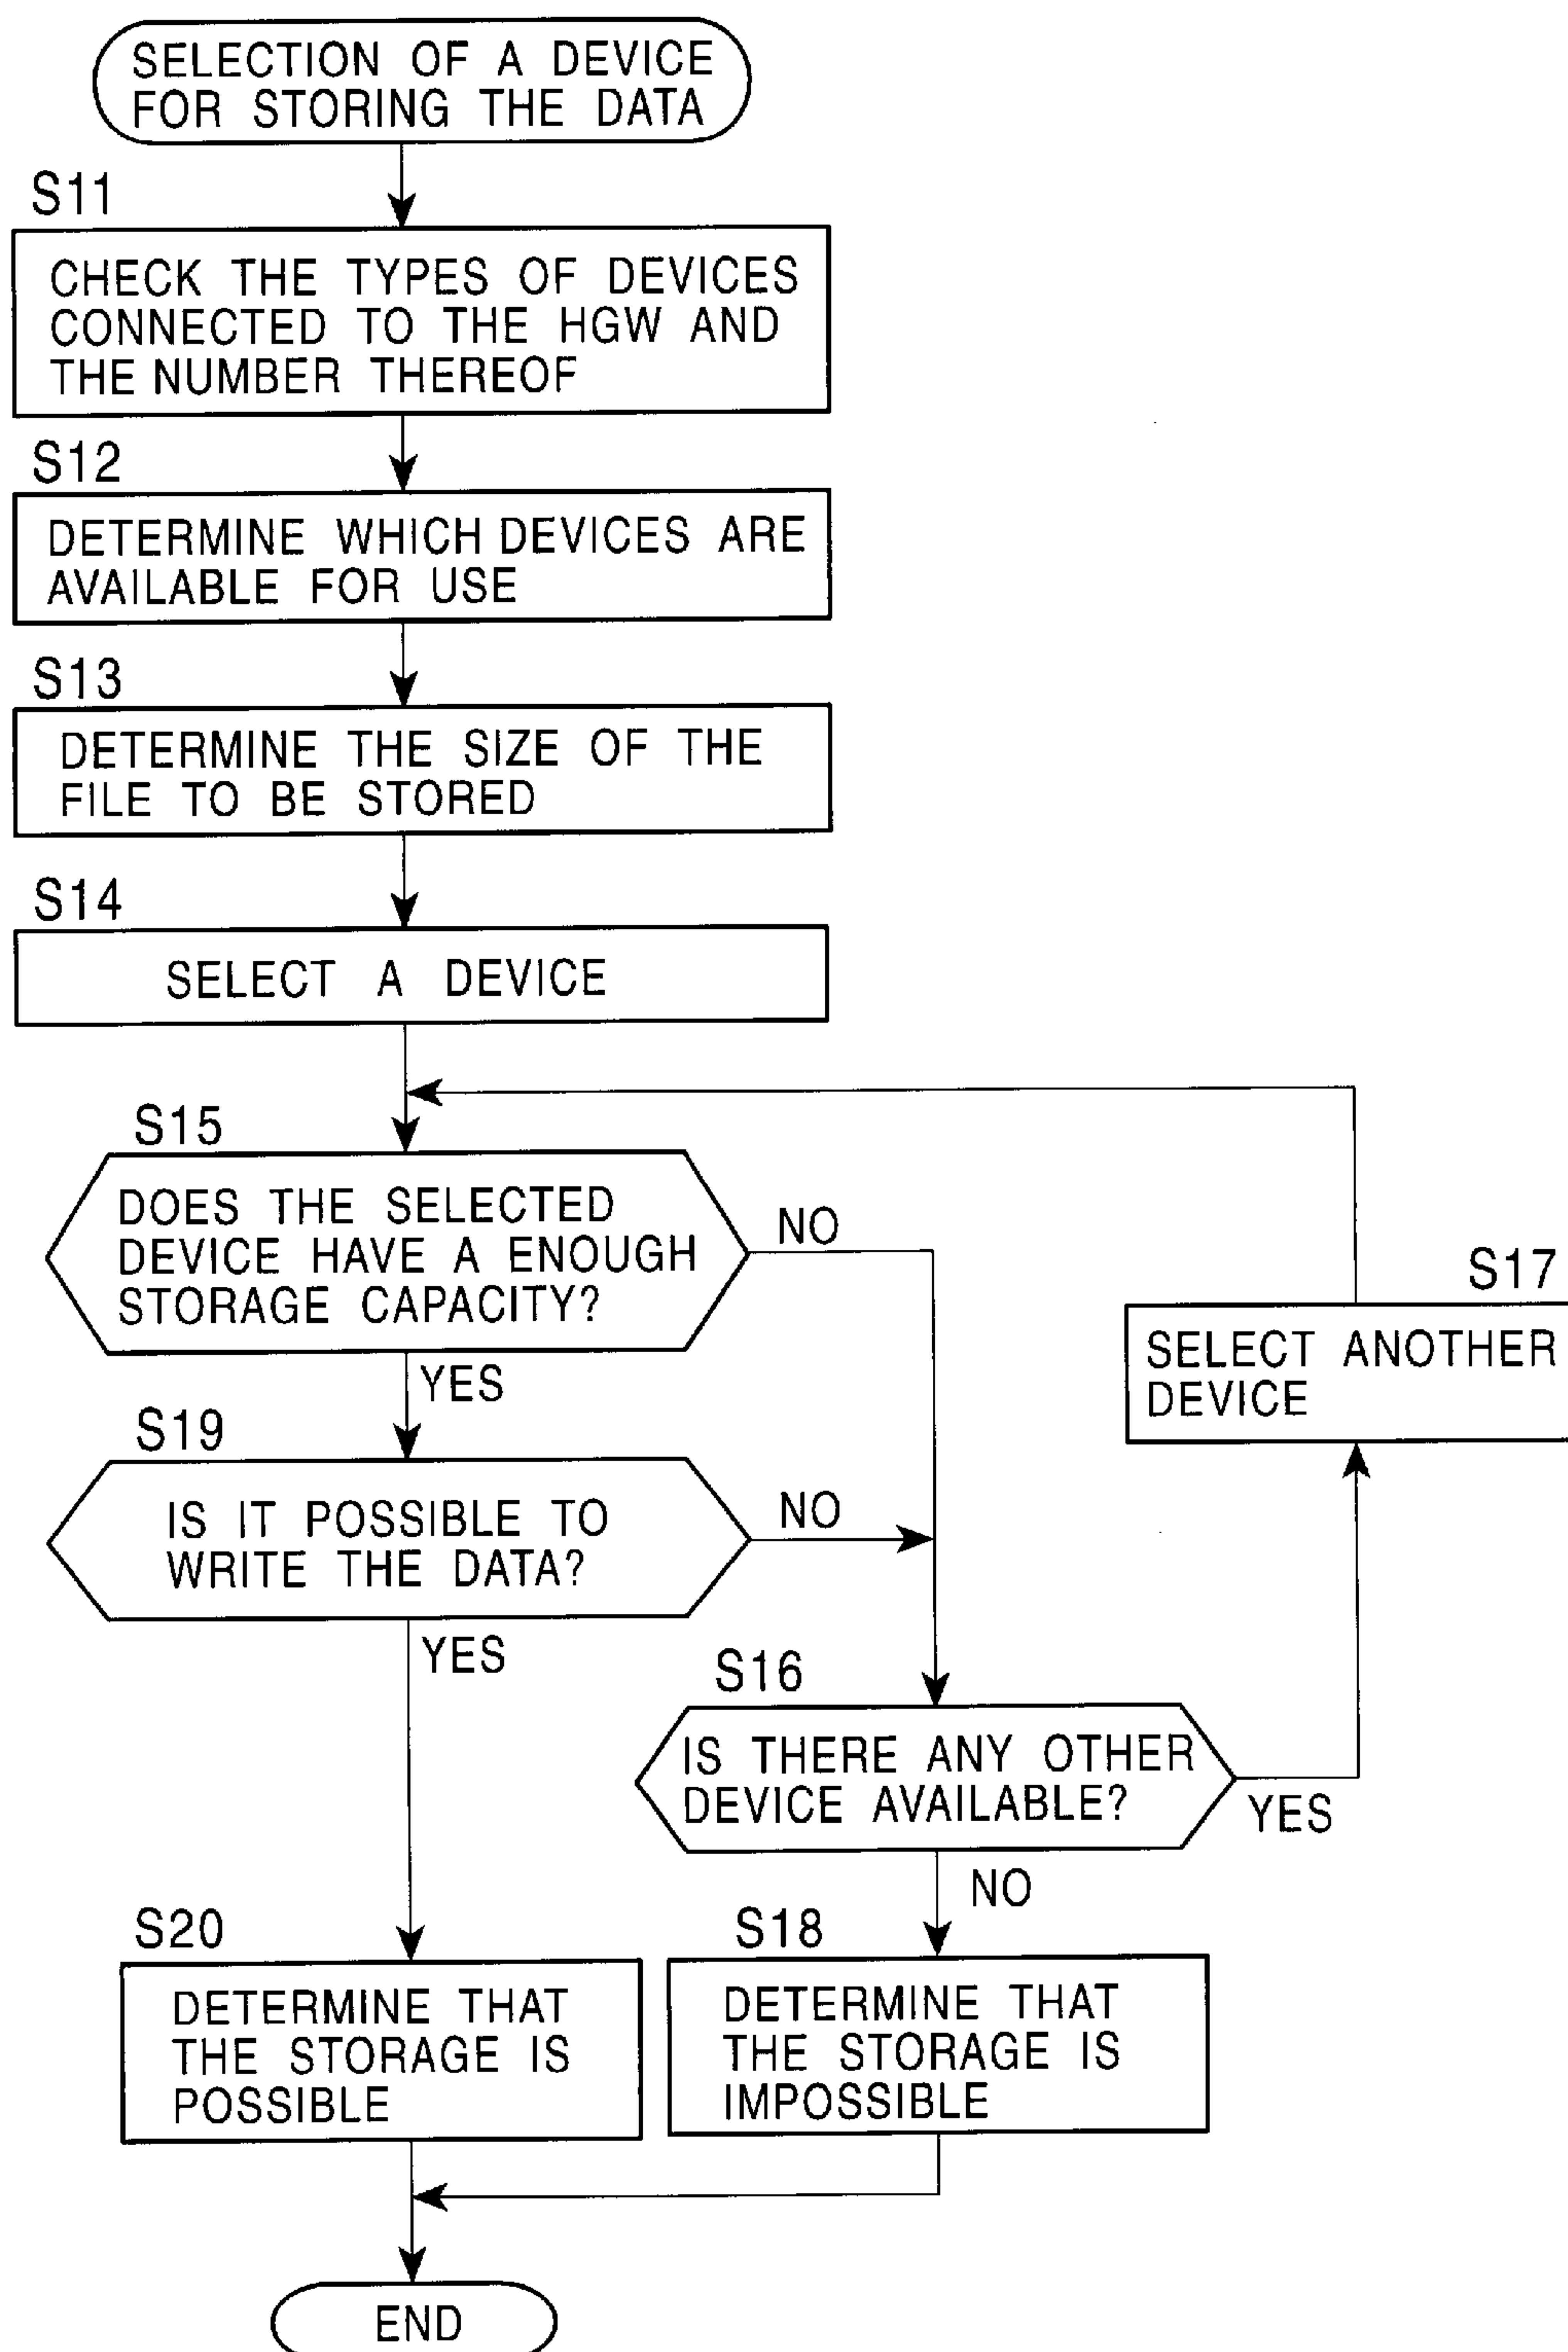 SELECTION OF A DEVICE
FOR STORING THE DATA
S11
CHECK THE TYPES OF DEVICES
CONNECTED TO THE HGW AND
THE NUMBER THEREOF
S12
DETERMINE WHICH DEVICES ARE
AVAILABLE FOR USE
S13
DETERMINE THE SIZE OF THE
FILE TO BE STORED
S14
SELECT A DEVICE
S15
DOES THE SELECTED
DEVICE HAVE A ENOUGH
STORAGE CAPACITY?
NO
YES
S17
SELECT ANOTHER
DEVICE
S19
IS IT POSSIBLE TO
WRITE THE DATA?
NO
YES
S16
IS THERE ANY OTHER
DEVICE AVAILABLE?
YES
NO
S20
DETERMINE THAT
THE STORAGE IS
POSSIBLE
S18
DETERMINE THAT
THE STORAGE IS
IMPOSSIBLE
END